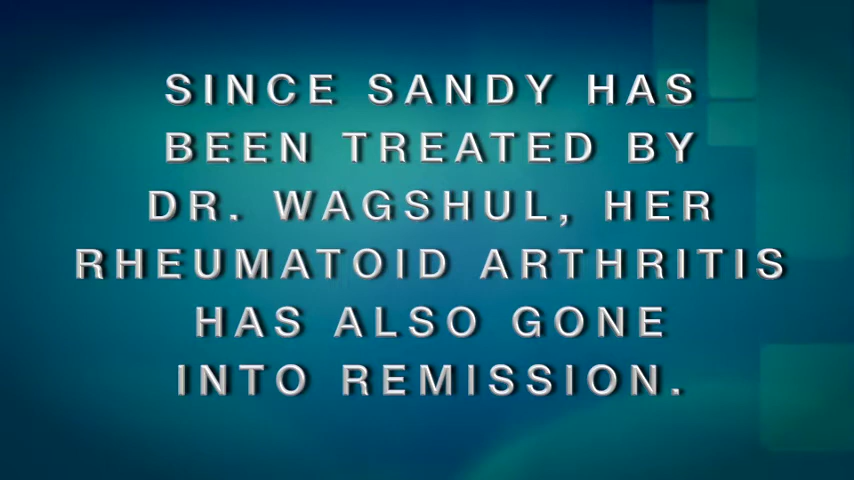 SINCE SANDY HAS
BEEN TREATED BY
DR. WAGSHUL, HER
RHEUMATOID ARTHRITIS
HAS ALSO GONE
INTO REMISSION.